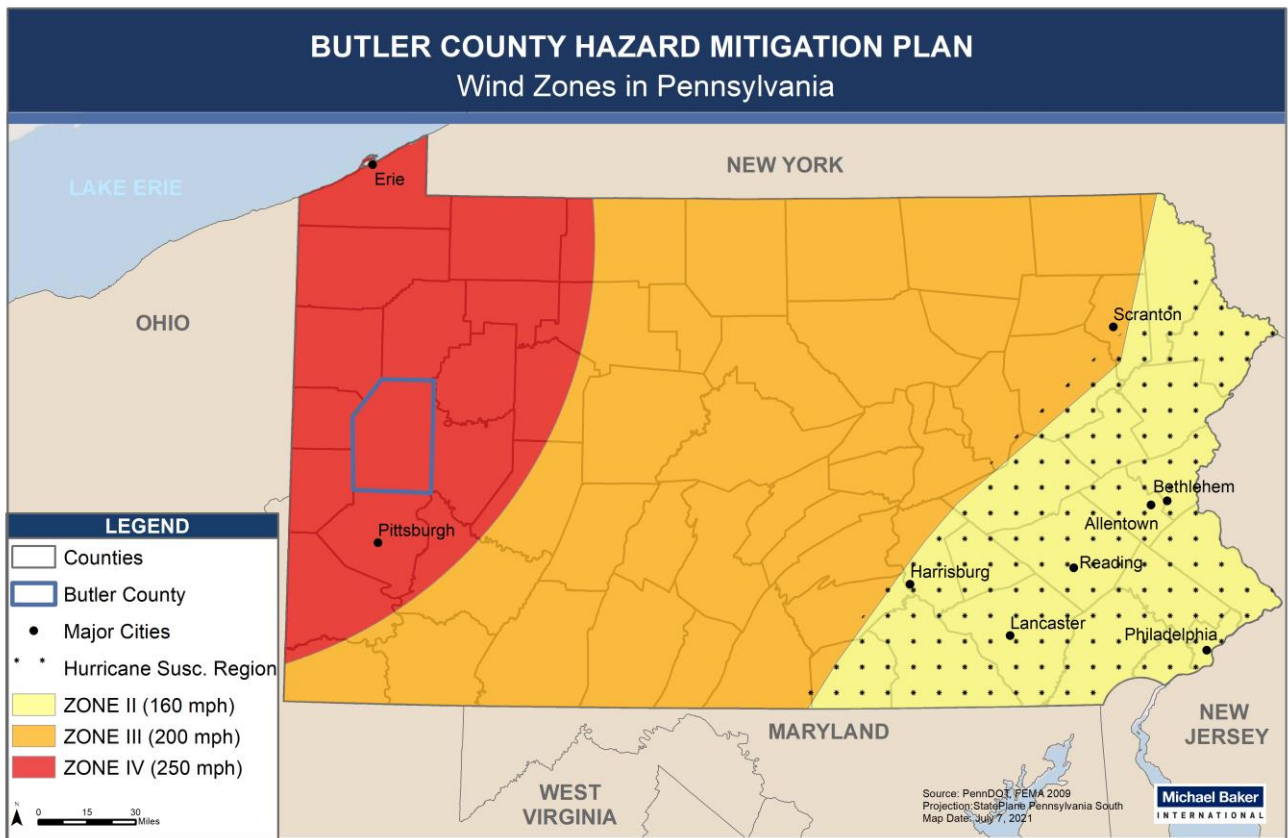 BUTLER COUNTY HAZARD MITIGATION PLAN
Wind Zones in Pennsylvania
LAKE ERIE
Erie
NEW YORK
OHIO
Scranton
Bethlehem
Allentown
Pittsburgh
Reading
Harrisburg
Lancaster
Philadelphia
MARYLAND
NEW
JERSEY
WEST
VIRGINIA
LEGEND
Counties
Butler County
Major Cities
Hurricane Susc. Region
ZONE II (160 mph)
ZONE III (200 mph)
ZONE IV (250 mph)
N
0 15 30
Miles
Source: PennDOT, FEMA 2009
Projection:StatePlane Pennsylvania South
Map Date: July 7, 2021
Michael Baker
INTERNATIONAL